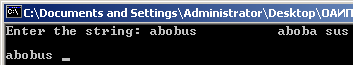 C:\Documents and Settings\Administrator\Desktop\ОАИП
Enter the string: abobus          aboba sus
abobus _